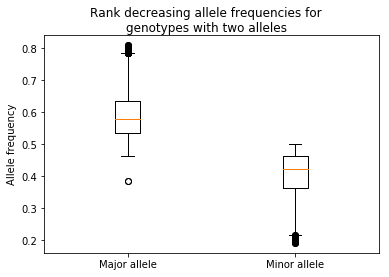 Rank decreasing allele frequencies for
genotypes with two alleles
Allele frequency
0.8
0.7
0.6
0.5
0.4
0.3
0.2
Major allele
Minor allele